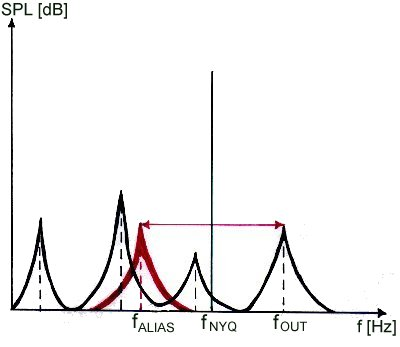 SPL [dB]
fALIAS fNYQ fOUT f [Hz]